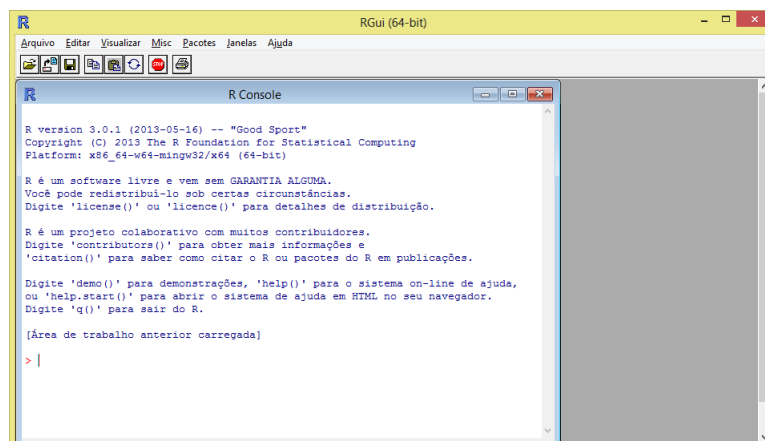 RGui (64-bit)
Arquivo Editar Visualizar Misc Pacotes Janelas Ajuda
STOP
R Console
R version 3.0.1 (2013-05-16) -- "Good Sport"
Copyright (C) 2013 The R Foundation for Statistical Computing
Platform: x86_64-w64-mingw32/x64 (64-bit)
R é um software livre e vem sem GARANTIA ALGUMA.
Você pode redistribuí-lo sob certas circunstâncias.
Digite 'license()' ou 'licence()' para detalhes de distribuição.
R é um projeto colaborativo com muitos contribuidores.
Digite 'contributors()' para obter mais informações e
'citation()' para saber como citar o R ou pacotes do R em publicações.
Digite 'demo()' para demonstrações, 'help()' para o sistema on-line de ajuda,
ou 'help.start()' para abrir o sistema de ajuda em HTML no seu navegador.
Digite 'q()' para sair do R.
[Área de trabalho anterior carregada]
>